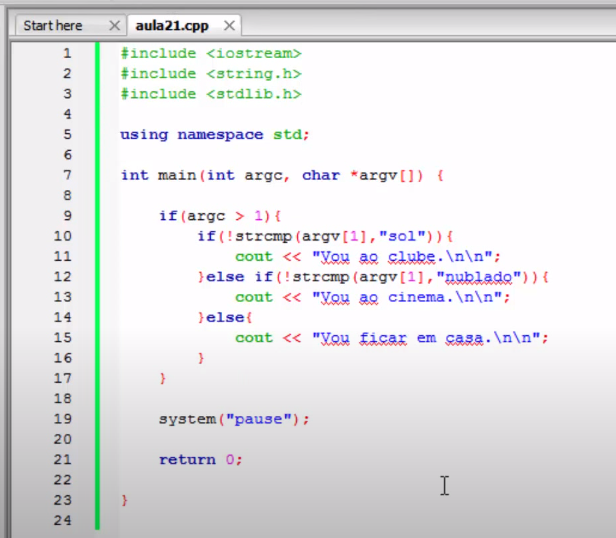 Start here × aula21.cpp ×
1 #include <iostream>
2 #include <string.h>
3 #include <stdlib.h>
4
5 using namespace std;
6
7 int main(int argc, char *argv[]) {
8
9     if(argc > 1){
10         if(!strcmp(argv[1],"sol")){
11             cout << "Vou ao clube.\n\n";
12         }else if(!strcmp(argv[1],"nublado")){
13             cout << "Vou ao cinema.\n\n";
14         }else{
15             cout << "Vou ficar em casa.\n\n";
16         }
17     }
18
19     system("pause");
20
21     return 0;
22
23 }
24